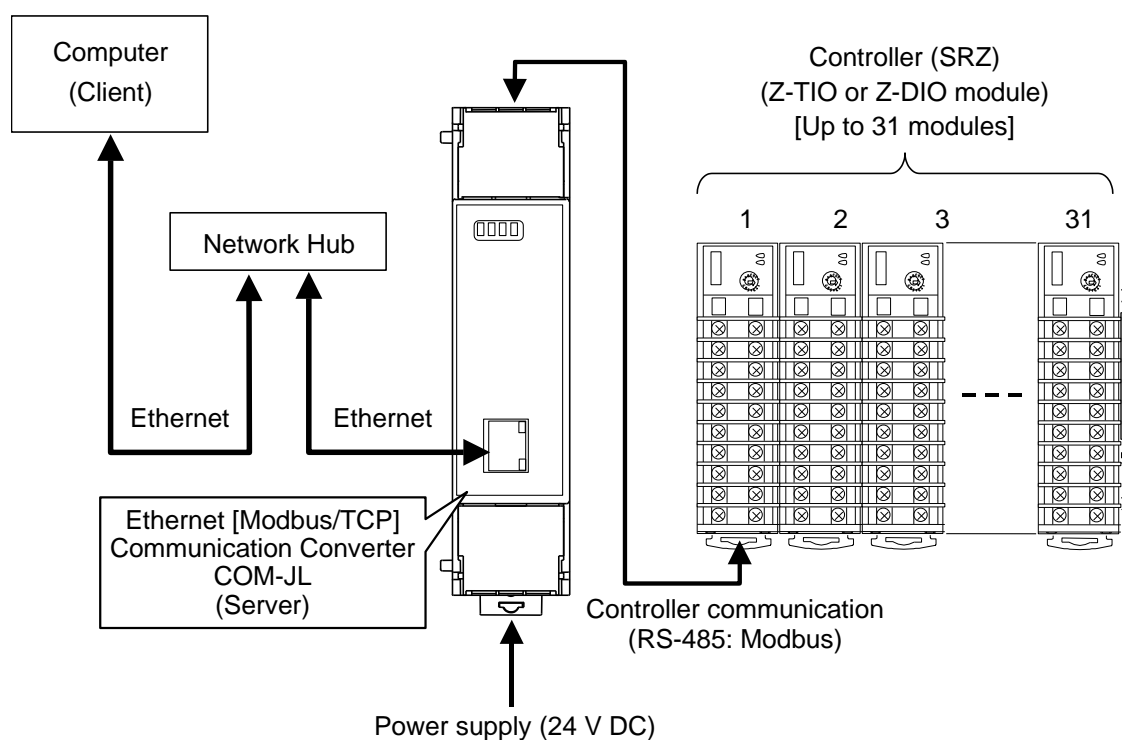 Computer
(Client)
Controller (SRZ)
(Z-TIO or Z-DIO module)
[Up to 31 modules]
1 2 3 31
Network Hub
Ethernet Ethernet
Ethernet [Modbus/TCP]
Communication Converter
COM-JL
(Server)
Controller communication
(RS-485: Modbus)
Power supply (24 V DC)